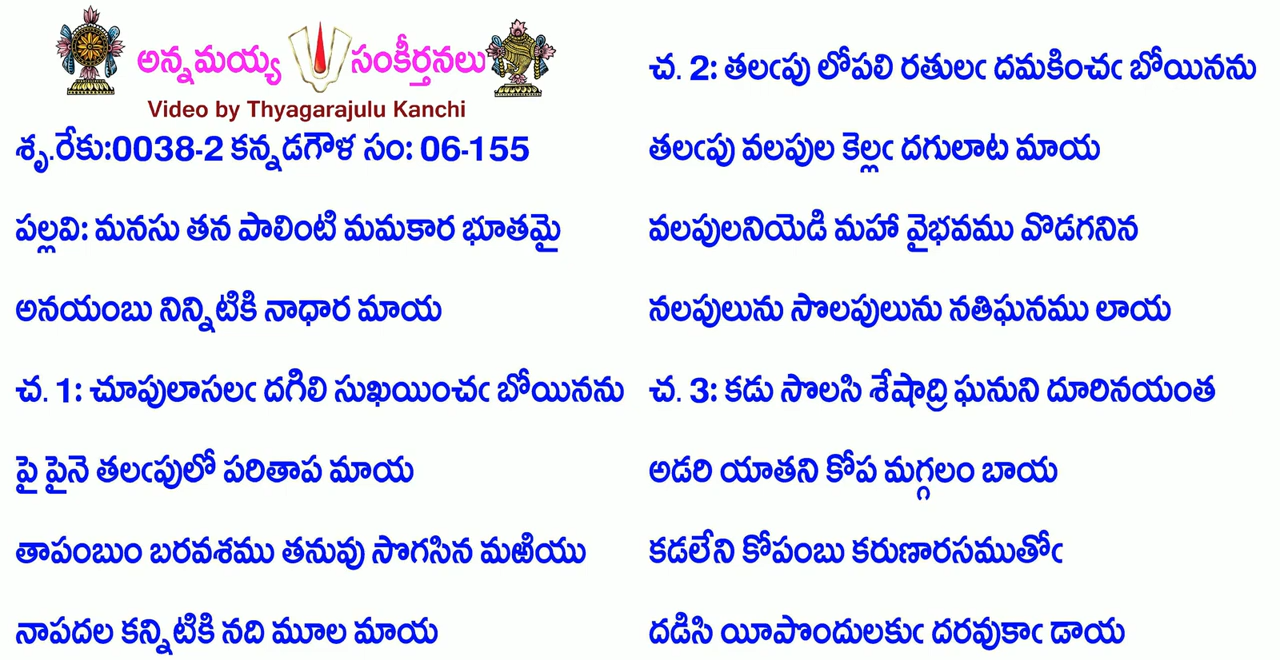 అన్నమయ్య సంకీర్తనలు
Video by Thyagarajulu Kanchi
శృ.రేకు:0038-2 కన్నడగౌళ సం: 06-155
పల్లవి: మనసు తన పాలింటి మమకార భూతమై
అనయంబు నిన్నిటికి నాధార మాయ
చ. 1: చూపులాసలఁ దగిలి సుఖయించఁ బోయినను
పై పైనె తలఁపులో పరితాప మాయ
తాపంబుం బరవశము తనువు సొగసిన మఱియు
నాపదల కన్నిటికి నది మూల మాయ
చ. 2: తలఁపు లోపలి రతులఁ దమకించఁ బోయినను
తలఁపు వలపుల కెల్లఁ దగులాట మాయ
వలపులనియెడి మహా వైభవము వొడగనిన
నలపులును సొలపులును నతిఘనము లాయ
చ. 3: కడు సొలసి శేషాద్రి ఘనుని దూరినయంత
అడరి యాతని కోప మగ్గలం బాయ
కడలేని కోపంబు కరుణారసముతోఁ
దడిసి యీపొందులకుఁ దరవుకాఁ డాయ